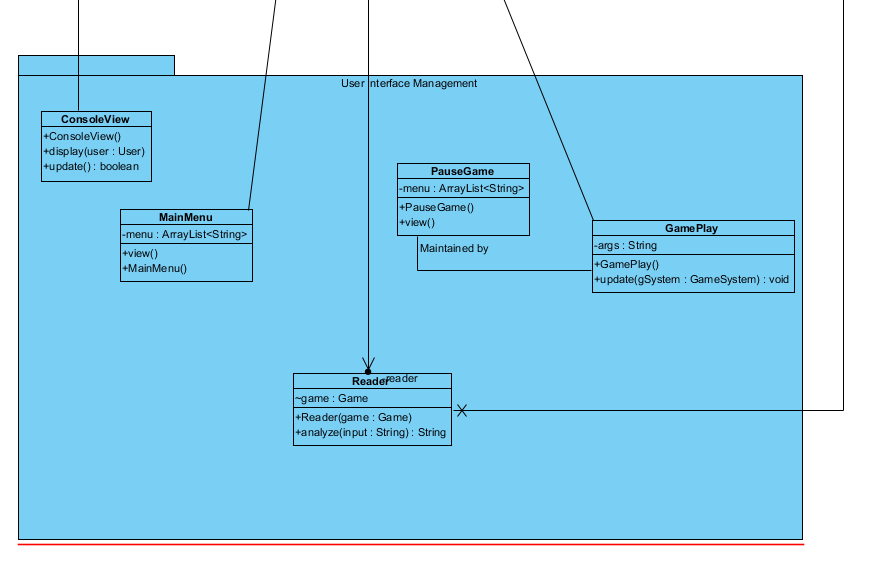 User Interface Management
ConsoleView
+ConsoleView()
+display(user : User)
+update() : boolean
MainMenu
-menu : ArrayList<String>
+view()
+MainMenu()
PauseGame
-menu : ArrayList<String>
+PauseGame()
+view()
Maintained by
GamePlay
-args : String
+GamePlay()
+update(gSystem : GameSystem) : void
-reader
Reader
~game : Game
+Reader(game : Game)
+analyze(input : String) : String